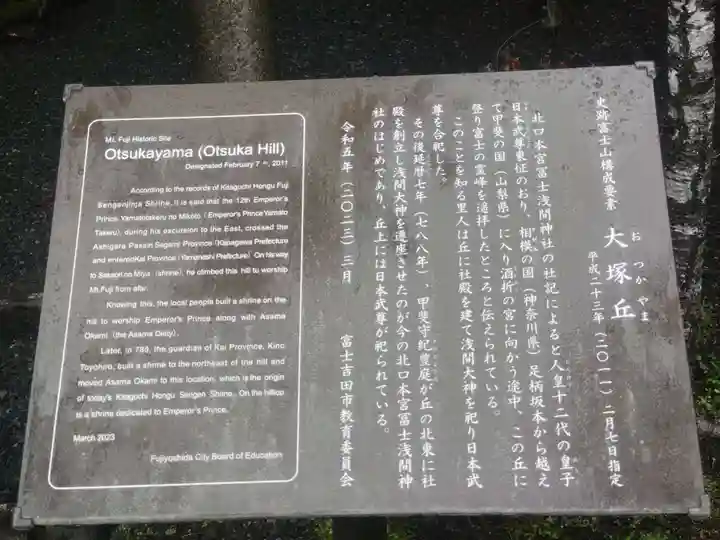 Mt. Fuji Historic Site
Otsukayama (Otsuka Hill)
Designated February 7 th, 2011
According to the records of Kitaguchi Hongu Fuji
Sengenjinja Shrine, it is said that the 12th Emperor's
Prince, Yamatotakeru no Mikoto ( Emperor's Prince Yamato
Takeru), during his excursion to the East, crossed the
Ashigara Pass in Sagami Province (Kanagawa Prefecture
and entered Kai Province (Yamanashi Prefecture). On his way
to Sakaori no Miya (shrine), he climbed this hill to worship
Mt.Fuji from afar.
Knowing this, the local people built a shrine on the
hill to worship Emperor's Prince along with Asama
Okami (the Asama Deity).
Later, in 788, the guardian of Kai Province, Kino
Toyohiro, built a shrine to the northeast of the hill and
moved Asama Okami to this location, which is the origin
of today's Kitaguchi Hongu Sengen Shrine. On the hilltop
is a shrine dedicated to Emperor's Prince.
March 2023
Fujiyoshida City Board of Education
史跡富士山構成要素 大塚丘
おつかやま
平成二十三年(二〇一一)二月七日指定
北口本宮冨士浅間神社の社記によると人皇十二代の皇子
日本武尊東征のおり、相模の国(神奈川県)足柄坂本から越え
て甲斐の国(山梨県)に入り酒折の宮に向かう途中、この丘に
登り富士の霊峰を遥拝したところと伝えられている。
このことを知る里人は丘に社殿を建て浅間大神を祀り日本武
尊を合祀した。
その後延暦七年(七八八年)、甲斐守紀豊庭が丘の北東に社
殿を創立し浅間大神を遷座させたのが今の北口本宮冨士浅間神
社のはじめであり、丘上には日本武尊が祀られている。
令和五年(二〇二三)三月 富士吉田市教育委員会